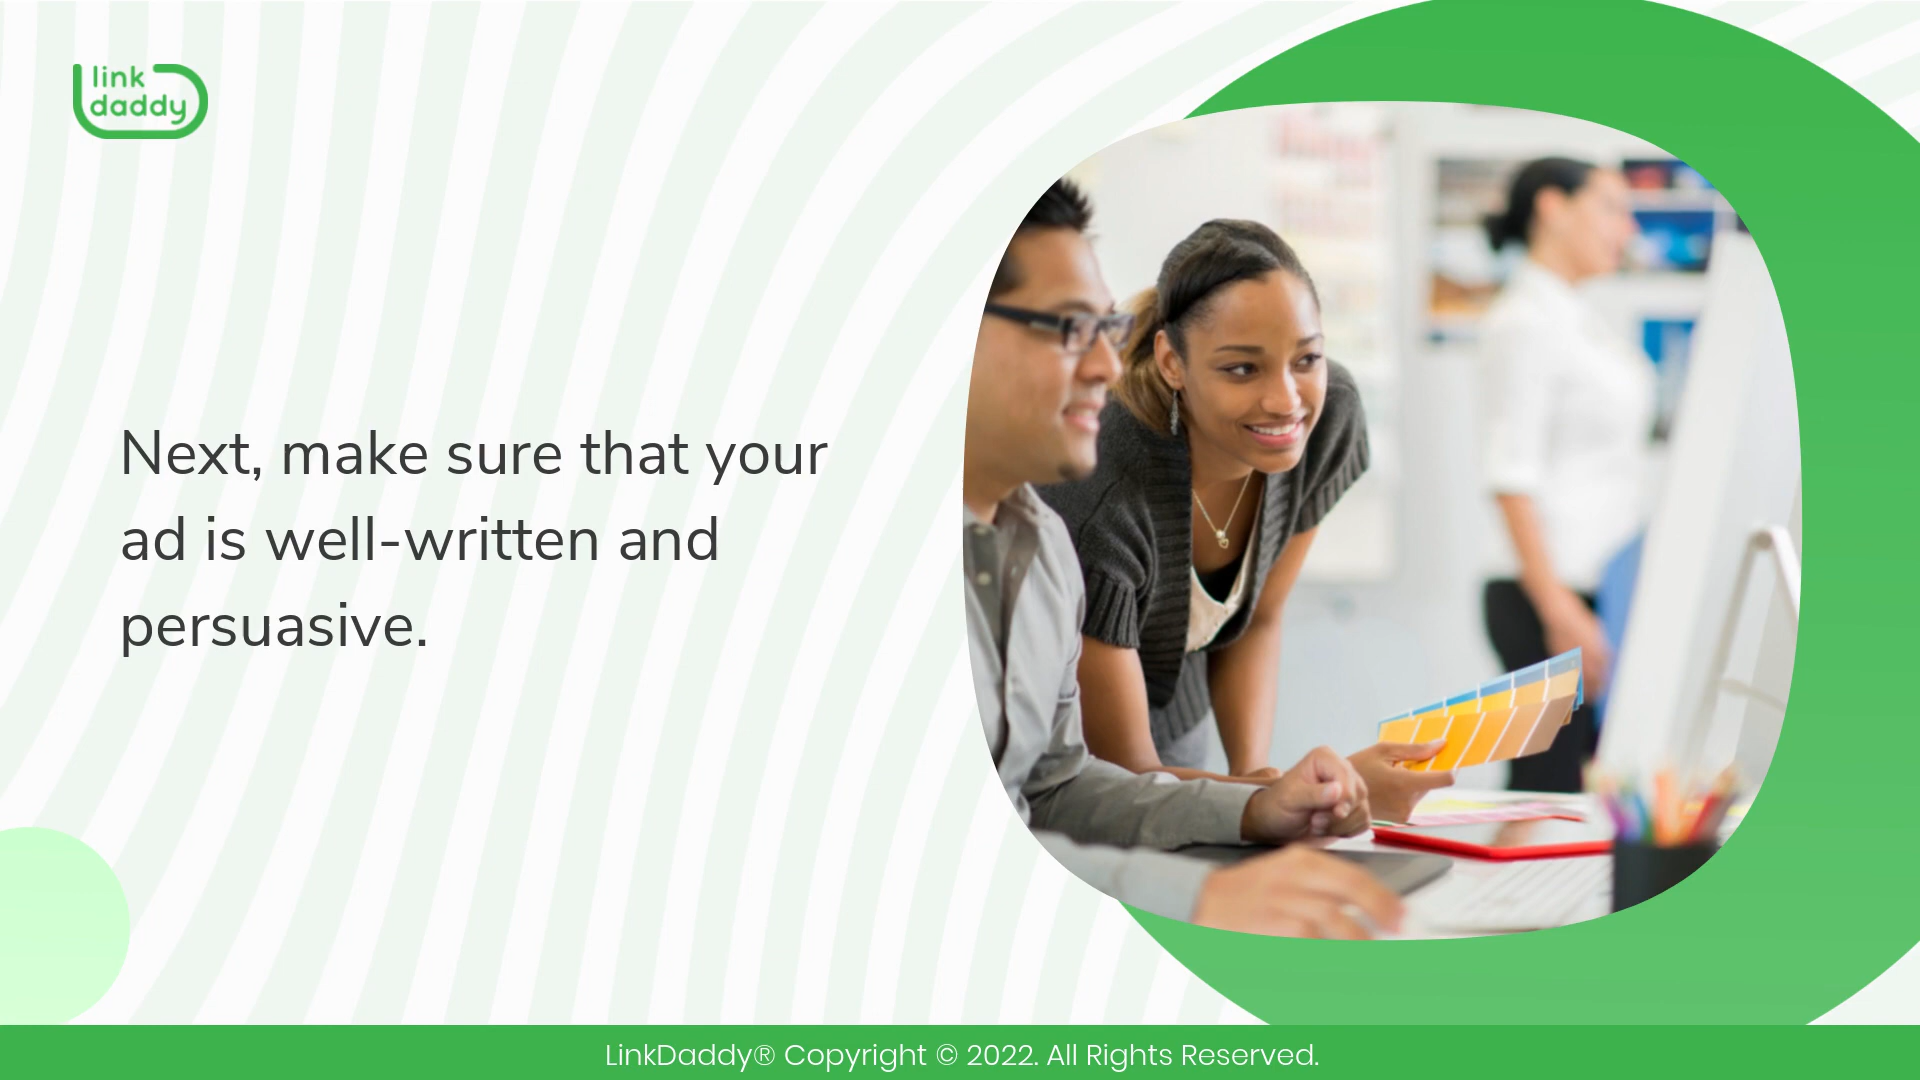 link
daddy
Next, make sure that your
ad is well-written and
persuasive.
LinkDaddy® Copyright © 2022. All Rights Reserved.